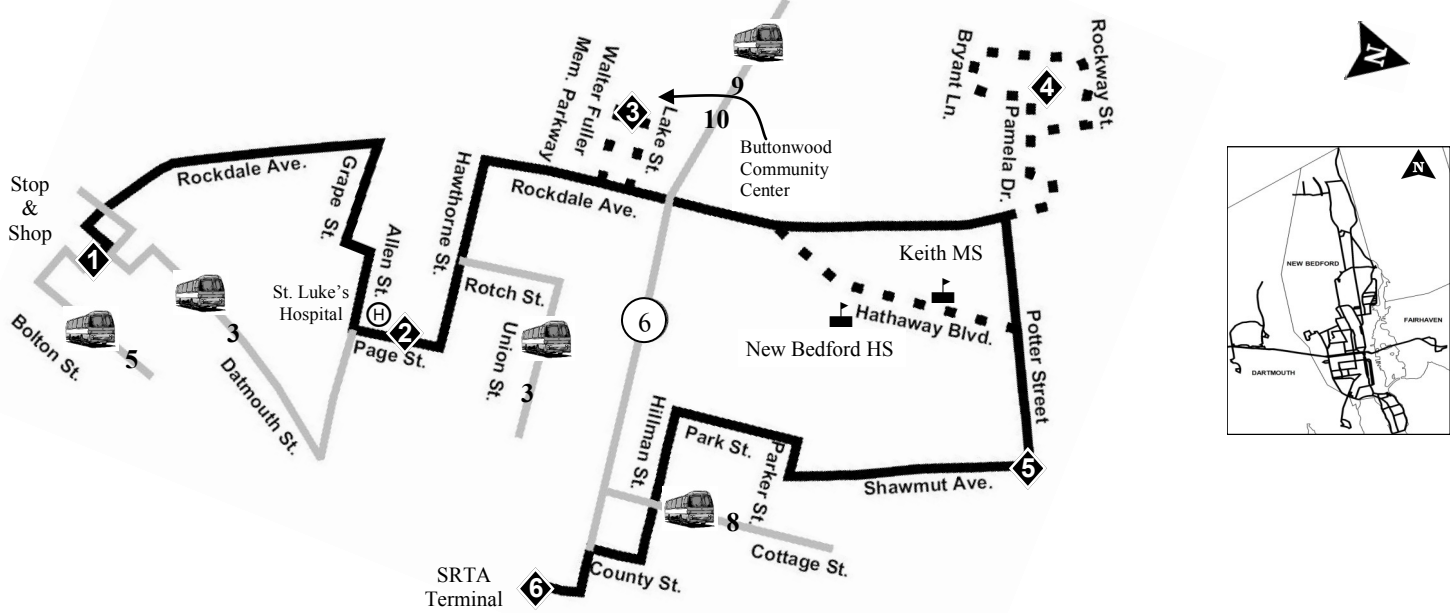 Stop
&
Shop
1
Rockdale Ave.
Grape St.
Allen St.
St. Luke's
Hospital
H
2
Page St.
Hawthorne St.
Rockdale Ave.
Walter Fuller
Mem. Parkway
3
Lake St.
9
10
Buttonwood
Community
Center
Bryant Ln.
Rockway St.
4
Pamela Dr.
Rotch St.
Union St.
3
6
Keith MS
Hathaway Blvd.
New Bedford HS
Potter Street
Bolton St.
5
3
Datmouth St.
Hillman St.
Park St.
Parker St.
Shawmut Ave.
5
8
Cottage St.
County St.
SRTA
Terminal
6
N
N
NEW BEDFORD
FAIRHAVEN
DARTMOUTH